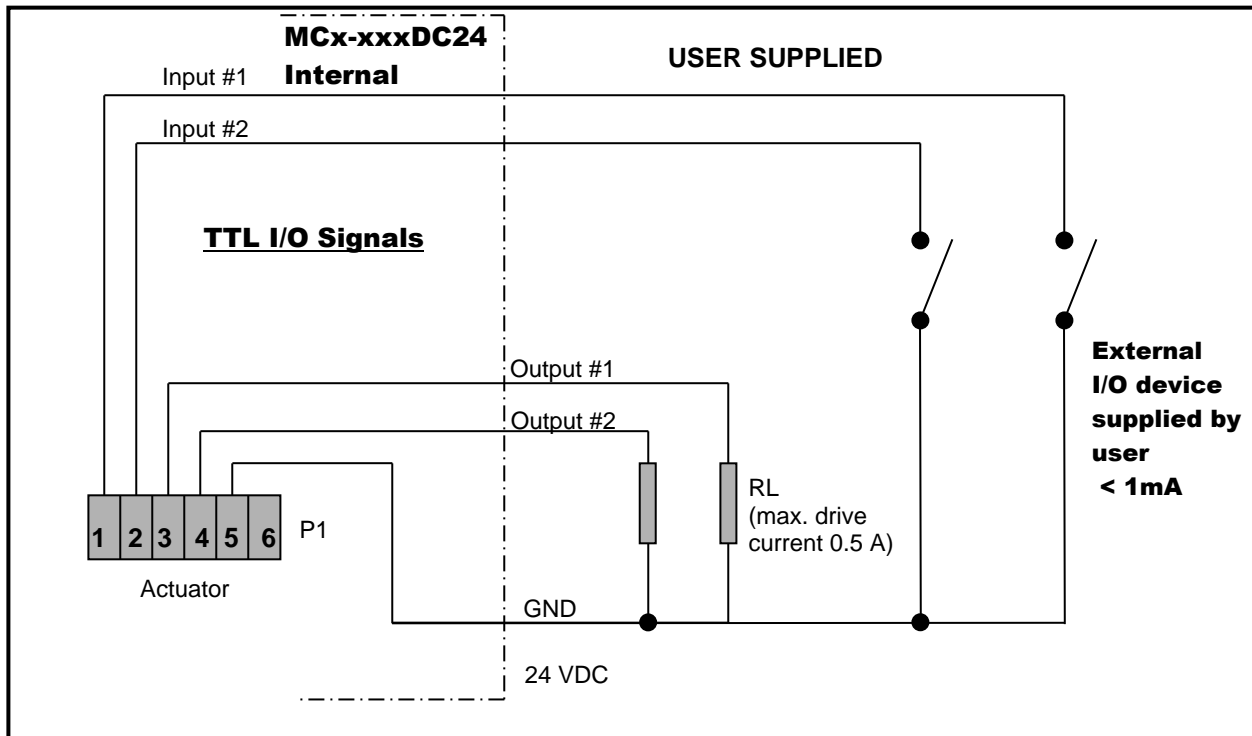 MCx-xxxDC24
Internal
USER SUPPLIED
Input #1
Input #2
TTL I/O Signals
Output #1
Output #2
External
I/O device
supplied by
user
< 1mA
RL
(max. drive
current 0.5 A)
1 2 3 4 5 6
P1
Actuator
GND
24 VDC